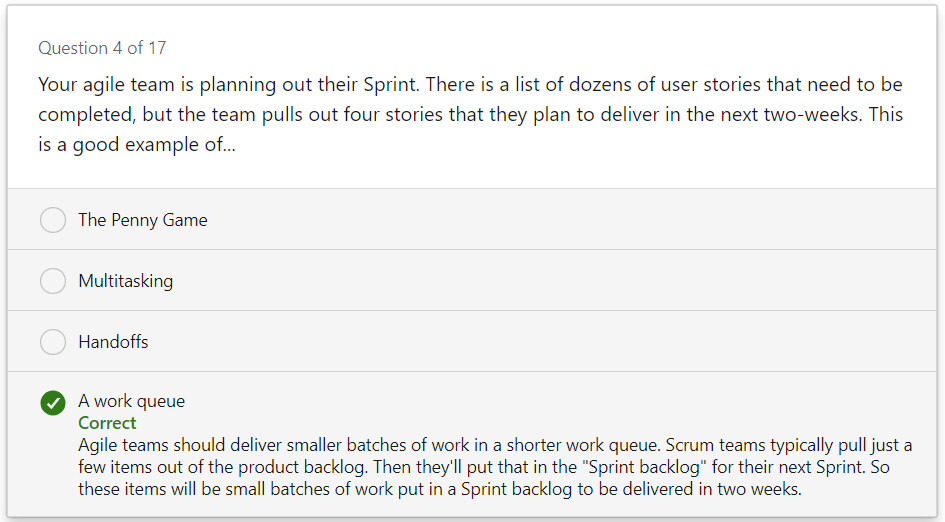 Question 4 of 17
Your agile team is planning out their Sprint. There is a list of dozens of user stories that need to be
completed, but the team pulls out four stories that they plan to deliver in the next two-weeks. This
is a good example of...
The Penny Game
Multitasking
Handoffs
A work queue
Correct
Agile teams should deliver smaller batches of work in a shorter work queue. Scrum teams typically pull just a
few items out of the product backlog. Then they'll put that in the "Sprint backlog" for their next Sprint. So
these items will be small batches of work put in a Sprint backlog to be delivered in two weeks.